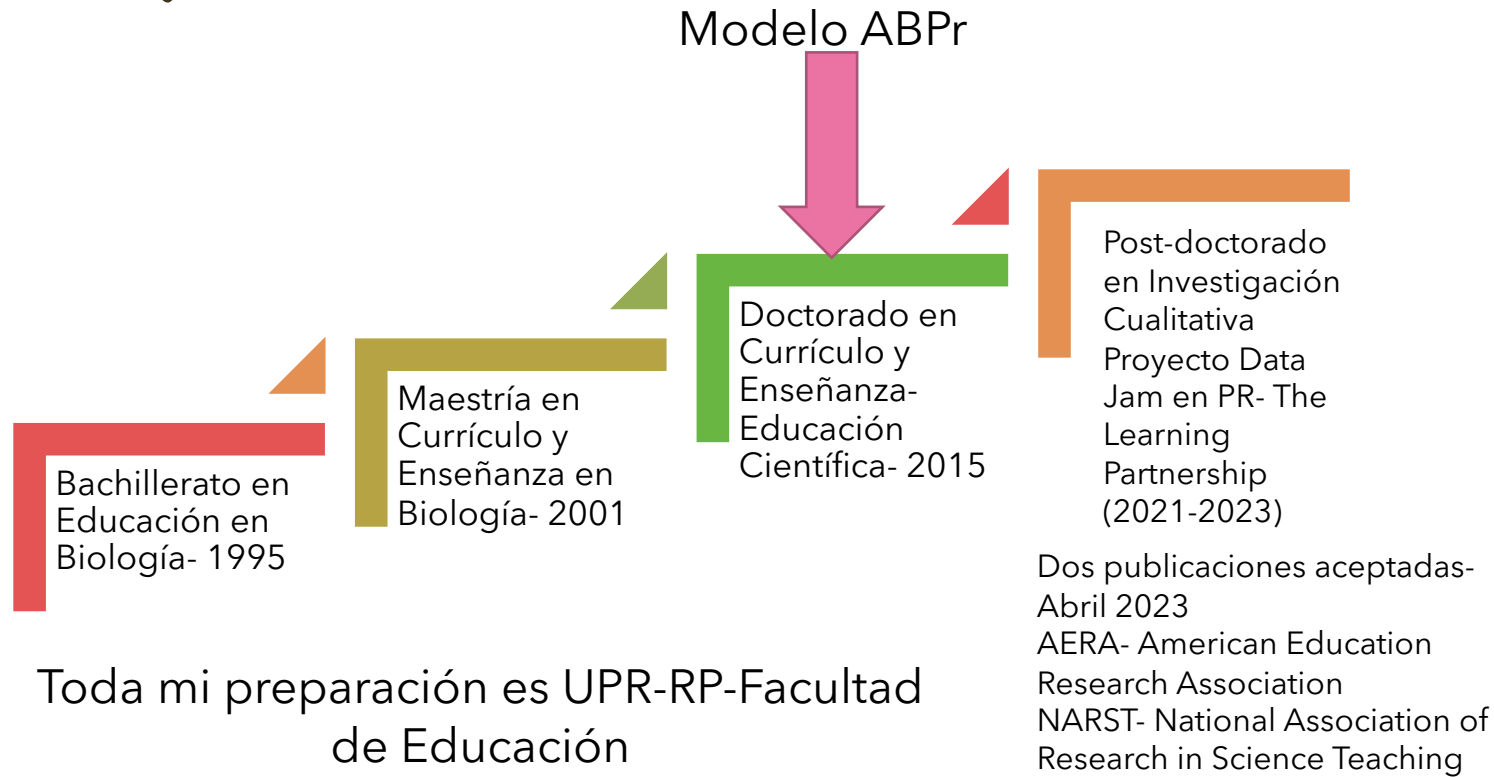 Modelo ABPr
Bachillerato en
Educación en
Biología- 1995
Maestría en
Currículo y
Enseñanza en
Biología- 2001
Doctorado en
Currículo y
Enseñanza-
Educación
Científica- 2015
Post-doctorado
en Investigación
Cualitativa
Proyecto Data
Jam en PR- The
Learning
Partnership
(2021-2023)
Dos publicaciones aceptadas-
Abril 2023
AERA- American Education
Research Association
NARST- National Association of
Research in Science Teaching
Toda mi preparación es UPR-RP-Facultad
de Educación